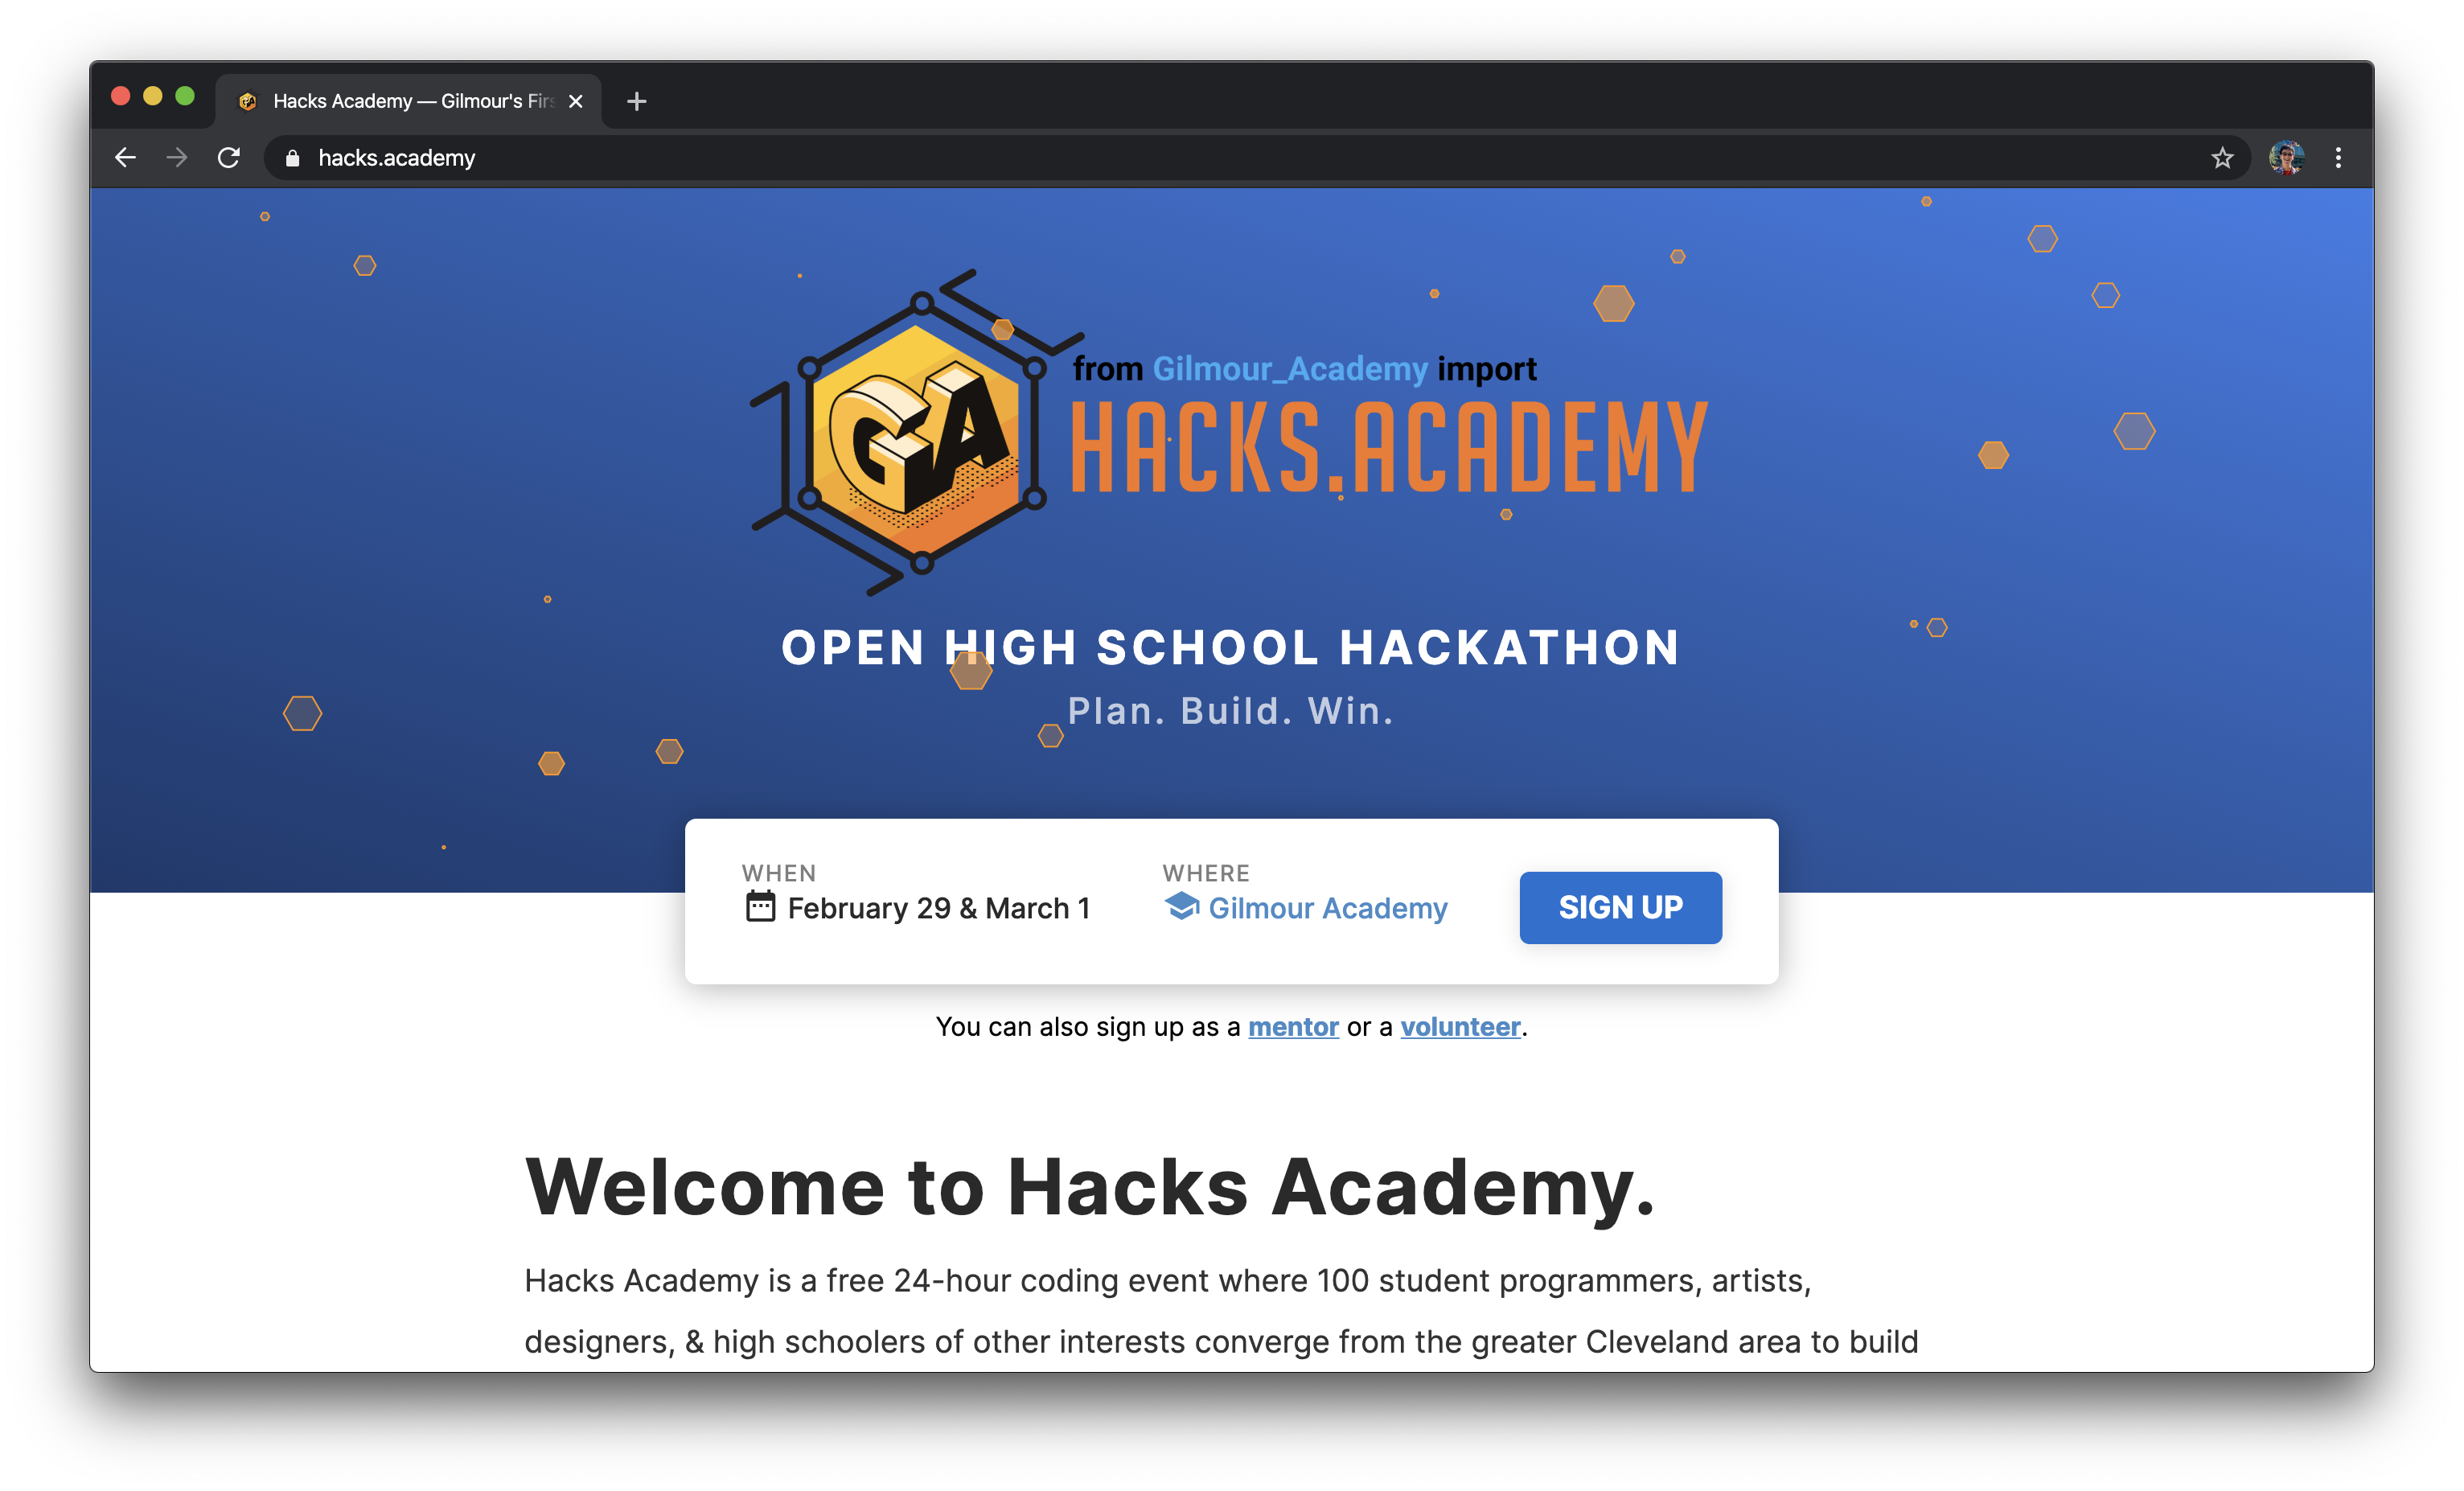 Hacks Academy — Gilmour's Firs
hacks.academy
GA
from Gilmour_Academy import
HACKS.ACADEMY
OPEN HIGH SCHOOL HACKATHON
Plan. Build. Win.
WHEN
February 29 & March 1
WHERE
Gilmour Academy
SIGN UP
You can also sign up as a mentor or a volunteer.
Welcome to Hacks Academy.
Hacks Academy is a free 24-hour coding event where 100 student programmers, artists,
designers, & high schoolers of other interests converge from the greater Cleveland area to build